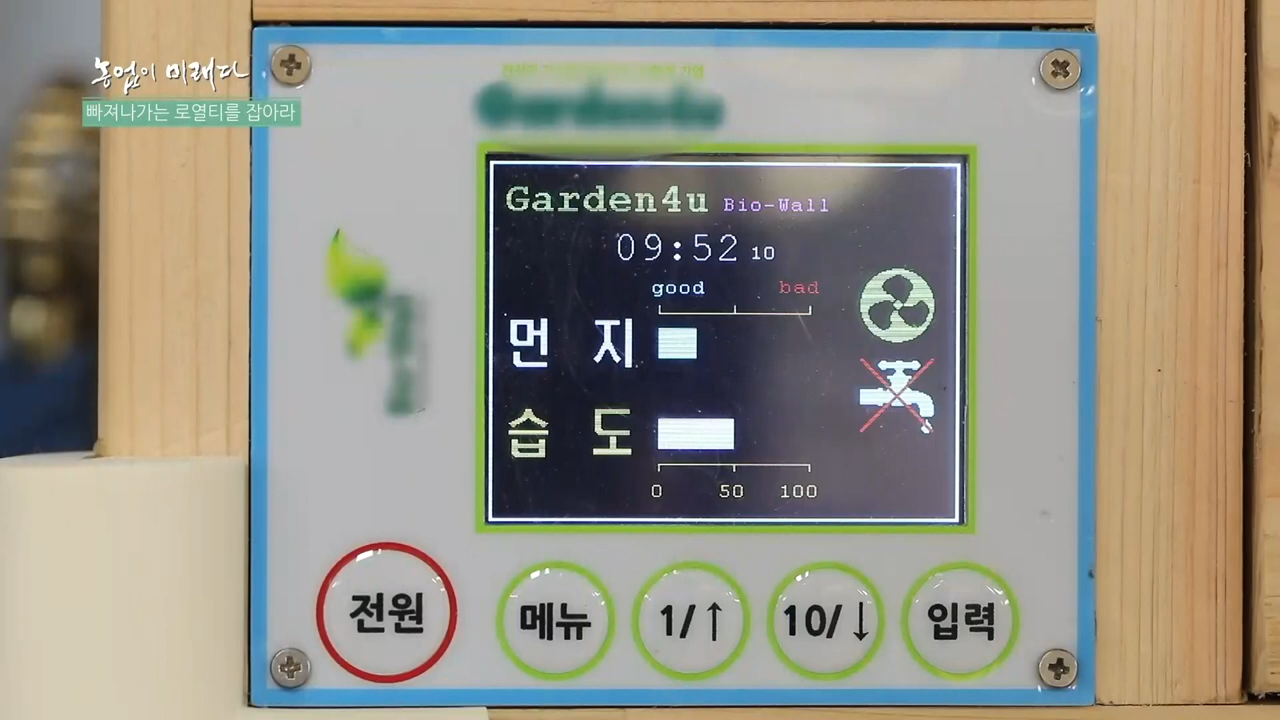 농업이 미래다
빠져나가는 로열티를 잡아라
Garden4u Bio-Wall
09:52 10
good bad
먼 지
습 도
0 50 100
전원
메뉴
1/↑
10/↓
입력